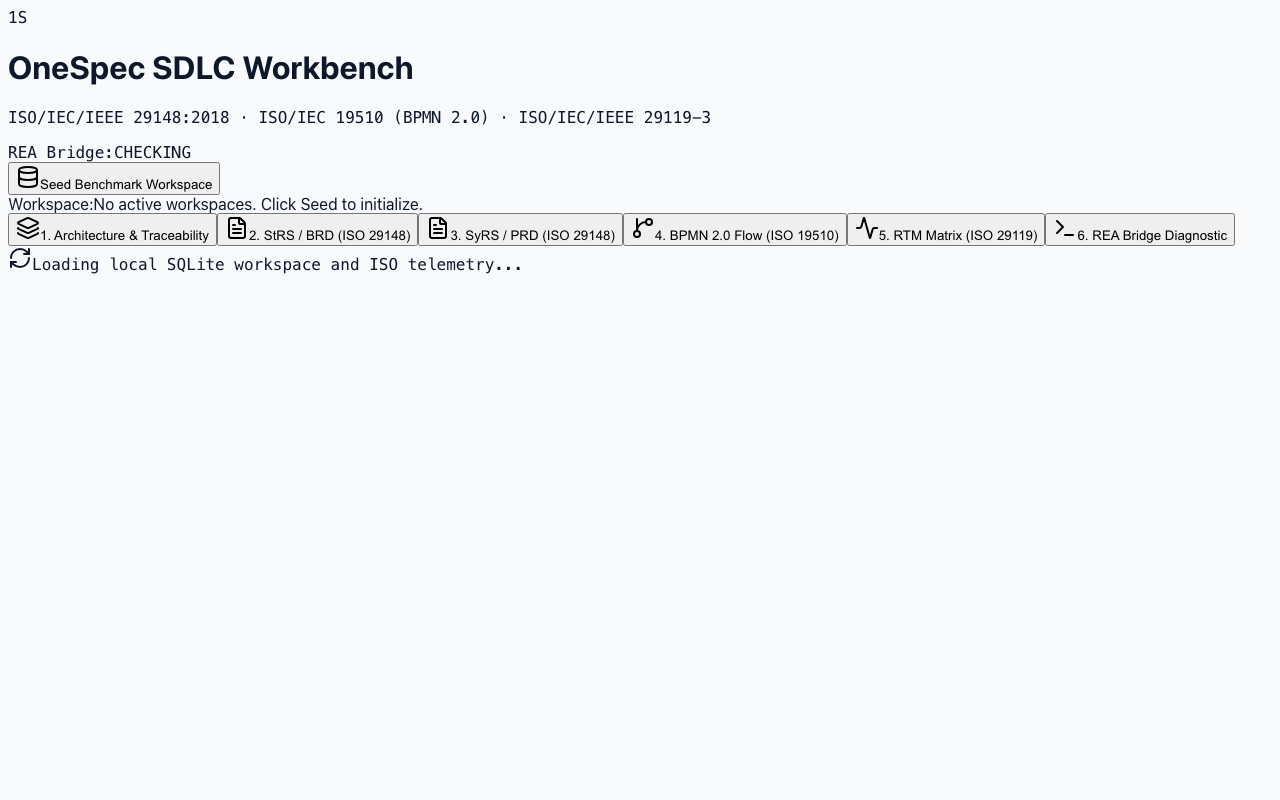 1S
OneSpec SDLC Workbench
ISO/IEC/IEEE 29148:2018 · ISO/IEC 19510 (BPMN 2.0) · ISO/IEC/IEEE 29119-3
REA Bridge:CHECKING
Seed Benchmark Workspace
Workspace:No active workspaces. Click Seed to initialize.
1. Architecture & Traceability 2. StRS / BRD (ISO 29148) 3. SyRS / PRD (ISO 29148) 4. BPMN 2.0 Flow (ISO 19510) 5. RTM Matrix (ISO 29119) 6. REA Bridge Diagnostic
Loading local SQLite workspace and ISO telemetry...